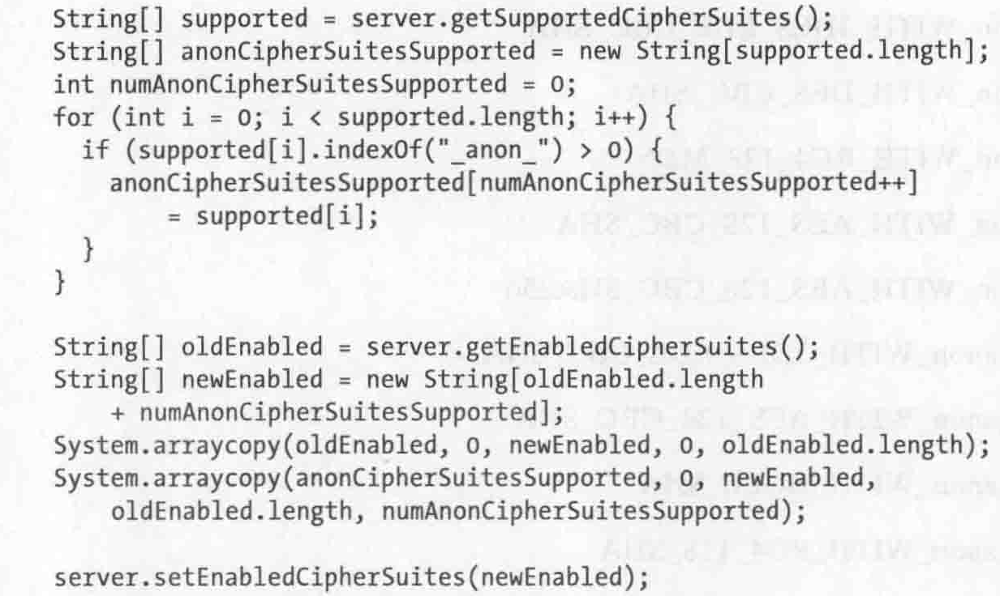 String[] supported = server.getSupportedCipherSuites();
String[] anonCipherSuitesSupported = new String[supported.length];
int numAnonCipherSuitesSupported = 0;
for (int i = 0; i < supported.length; i++) {
  if (supported[i].indexOf("_anon_") > 0) {
    anonCipherSuitesSupported[numAnonCipherSuitesSupported++]
        = supported[i];
  }
}

String[] oldEnabled = server.getEnabledCipherSuites();
String[] newEnabled = new String[oldEnabled.length
    + numAnonCipherSuitesSupported];
System.arraycopy(oldEnabled, 0, newEnabled, 0, oldEnabled.length);
System.arraycopy(anonCipherSuitesSupported, 0, newEnabled,
    oldEnabled.length, numAnonCipherSuitesSupported);

server.setEnabledCipherSuites(newEnabled);